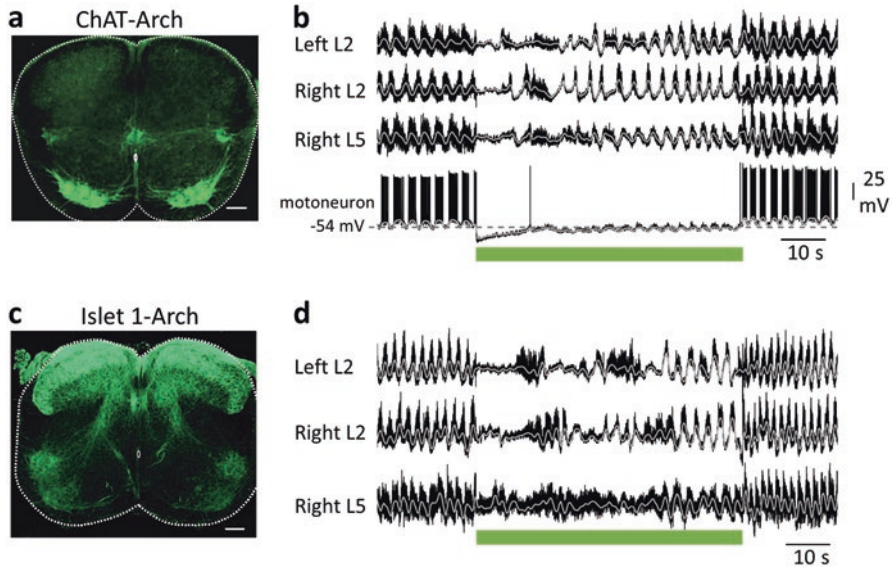 a
ChAT-Arch
b
Left L2
Right L2
Right L5
motoneuron
-54 mV
25
mV
10 s
c
Islet 1-Arch
d
Left L2
Right L2
Right L5
10 s